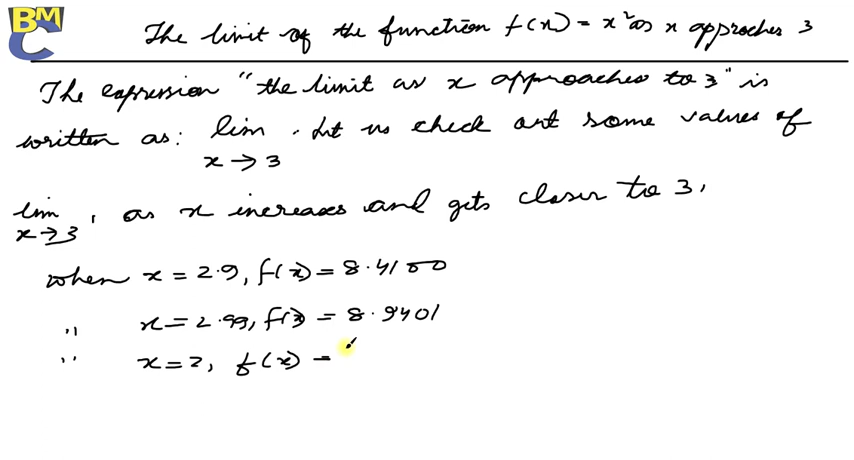 BM
C
The limit of the function f(x) = x² as x approches 3
The expression "the limit as x approaches to 3" is
written as: lim . Let us check out some values of
x → 3
lim , as x increases and gets closer to 3,
x → 3
when x = 2.9, f(x) = 8.4100
" x = 2.99, f(x) = 8.9401
" x = 2, f(x) =